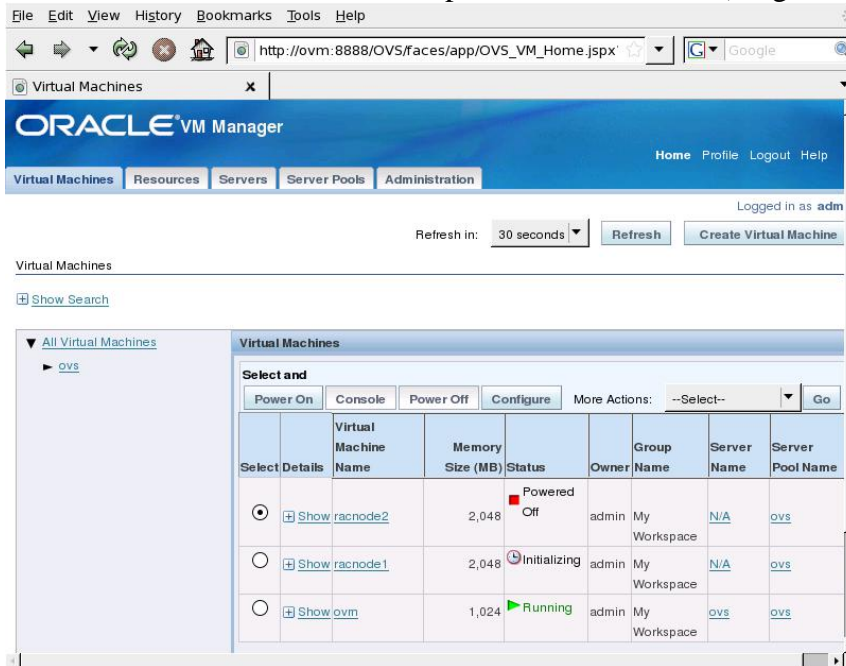 File Edit View History Bookmarks Tools Help
http://ovm:8888/OVS/faces/app/OVS_VM_Home.jspx G Google
Virtual Machines x
ORACLE VM Manager
Home Profile Logout Help
Virtual Machines Resources Servers Server Pools Administration
Logged in as adm
Refresh in: 30 seconds Refresh Create Virtual Machine
Virtual Machines
Show Search
All Virtual Machines
ovs
Virtual Machines
Select and
Power On Console Power Off Configure More Actions: --Select-- Go
Select Details Virtual Machine Name Memory Size (MB) Status Owner Group Name Server Name Server Pool Name
Show racnode2 2,048 Powered Off admin My Workspace N/A ovs
Show racnode1 2,048 Initializing admin My Workspace N/A ovs
Show ovm 1,024 Running admin My Workspace ovs ovs